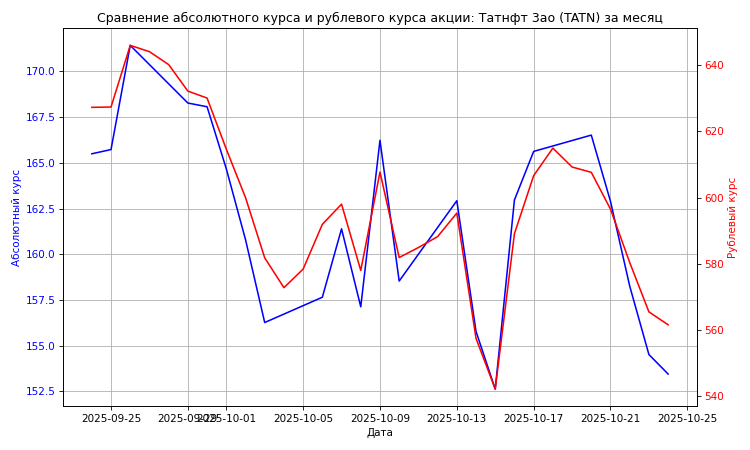 Сравнение абсолютного курса и рублевого курса акции: Татнфт 3ао (TATN) за месяц
Абсолютный курс
170.0
167.5
165.0
162.5
160.0
157.5
155.0
152.5
640
620
600
580
560
540
Рублевый курс
2025-09-25 2025-09-29 2025-10-01 2025-10-05 2025-10-09 2025-10-13 2025-10-17 2025-10-21 2025-10-25
Дата